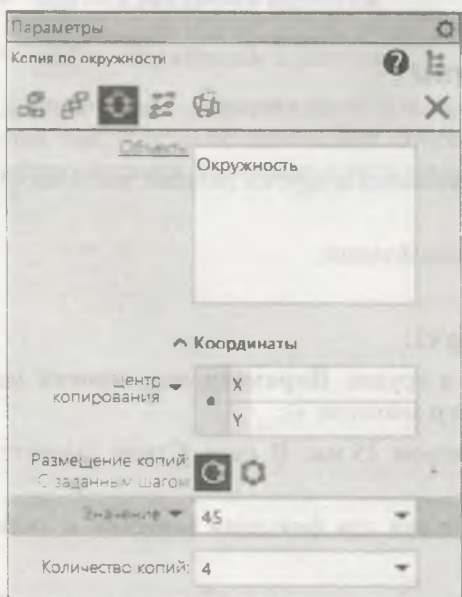 Параметры
Копия по окружности
?
Объекты
Окружность
Координаты
Центр копирования
X
Y
Размещение копий:
С заданным шагом
Значение
45
Количество копий: 4